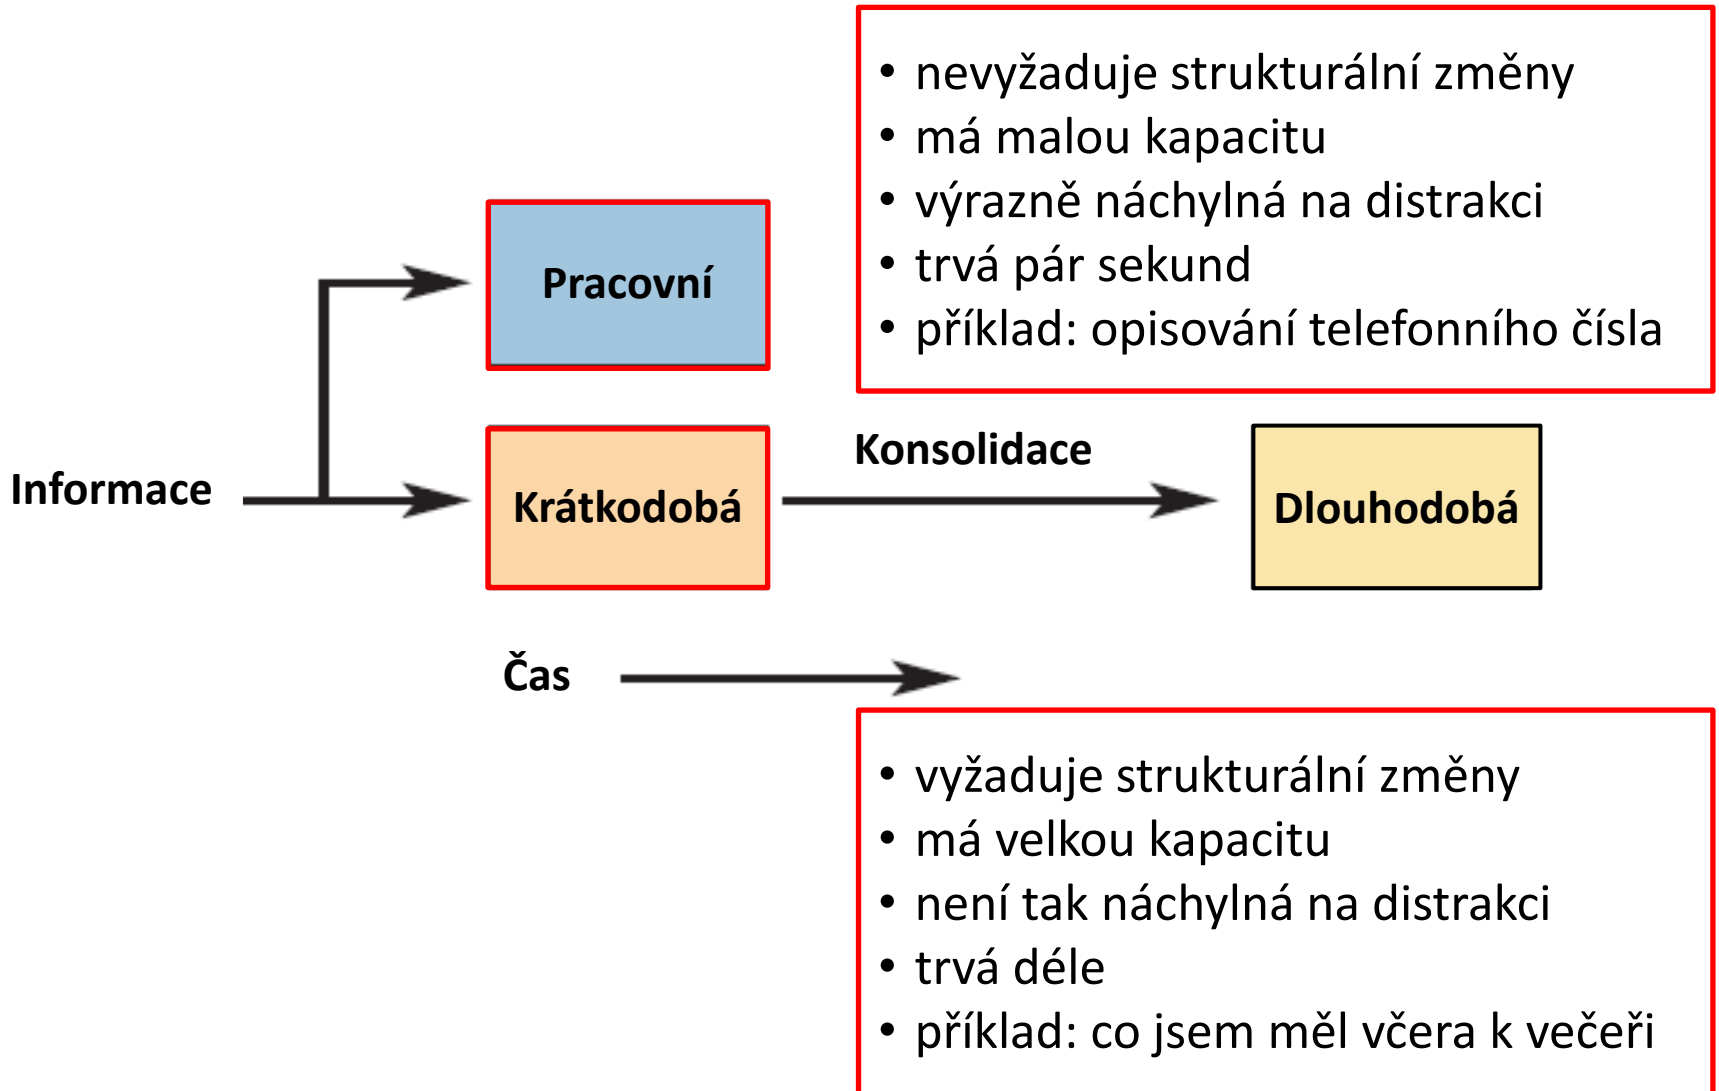 • nevyžaduje strukturální změny
• má malou kapacitu
• výrazně náchylná na distrakci
• trvá pár sekund
• příklad: opisování telefonního čísla
Pracovní
Informace
Krátkodobá
Konsolidace
Dlouhodobá
Čas
• vyžaduje strukturální změny
• má velkou kapacitu
• není tak náchylná na distrakci
• trvá déle
• příklad: co jsem měl včera k večeři